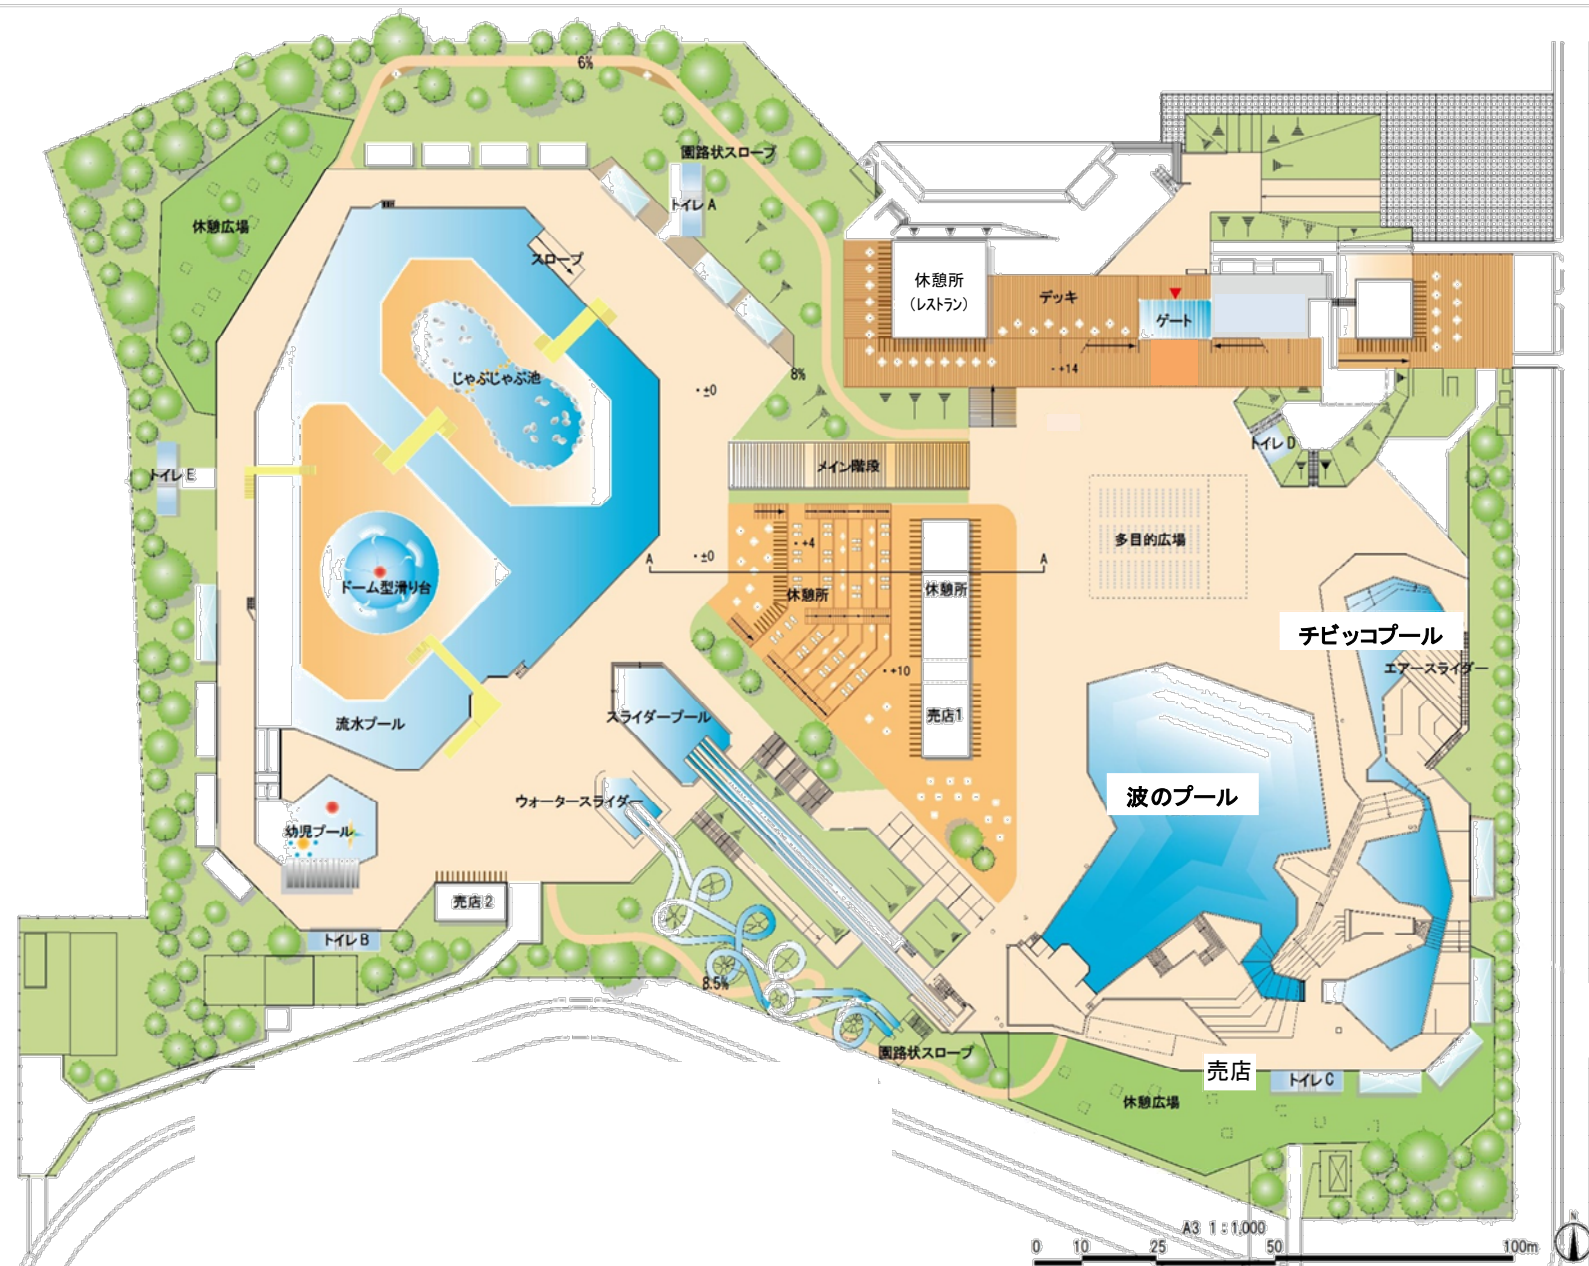 6%
園路状スロープ
トイレ A
休憩広場
スロープ
休憩所
(レストラン)
デッキ
ゲート
・+14
じゃぶじゃぶ池
8%
・±0
トイレ D
メイン階段
トイレ E
多目的広場
・+4
A
A
・±0
ドーム型滑り台
休憩所
休憩所
チビッコプール
エアースライダー
・+10
流水プール
スライダープール
売店1
波のプール
ウォータースライダー
幼児プール
売店2
トイレ B
8.5%
園路状スロープ
売店
トイレ C
休憩広場
A3 1:1,000
0 10 25 50 100m
N